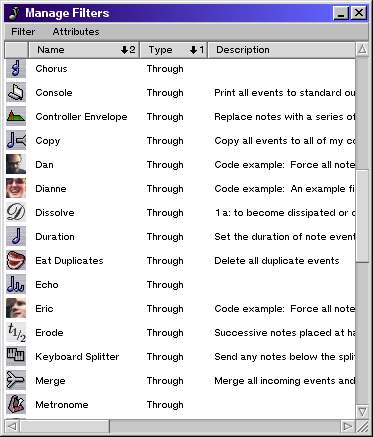 Manage Filters
Filter Attributes
Name 2 Type 1 Description
Chorus Through
Console Through Print all events to standard ou
Controller Envelope Through Replace notes with a series of
Copy Through Copy all events to all of my co
Dan Through Code example: Force all note
Dianne Through Code example: An example fi
D Dissolve Through 1a: to become dissipated or d
Duration Through Set the duration of note event
Eat Duplicates Through Delete all duplicate events
Echo Through
Eric Through Code example: Force all note
t1/2 Erode Through Successive notes placed at ha
Keyboard Splitter Through Send any notes below the split
Merge Through Merge all incoming events and
Metronome Through